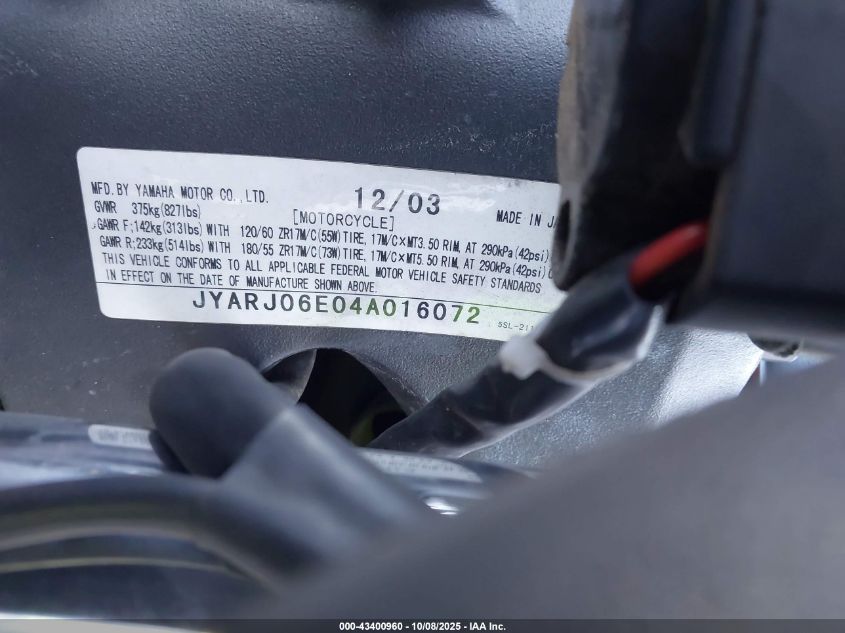 MFD. BY YAMAHA MOTOR CO., LTD. 12/03
GVWR 375kg(827lbs) [MOTORCYCLE] MADE IN
GAWR F;142kg(313lbs) WITH 120/60 ZR17M/C(55W)TIRE, 17M/C×MT3.50 RIM, AT 290kPa(42psi)
GAWR R;233kg(514lbs) WITH 180/55 ZR17M/C(73W)TIRE, 17M/C×MT5.50 RIM, AT 290kPa(42psi)
THIS VEHICLE CONFORMS TO ALL APPLICABLE FEDERAL MOTOR VEHICLE SAFETY STANDARDS
IN EFFECT ON THE DATE OF MANUFACTURE SHOWN ABOVE.
JYARJ06E04A016072 5SL-211
000-43400960 - 10/08/2025 - IAA Inc.